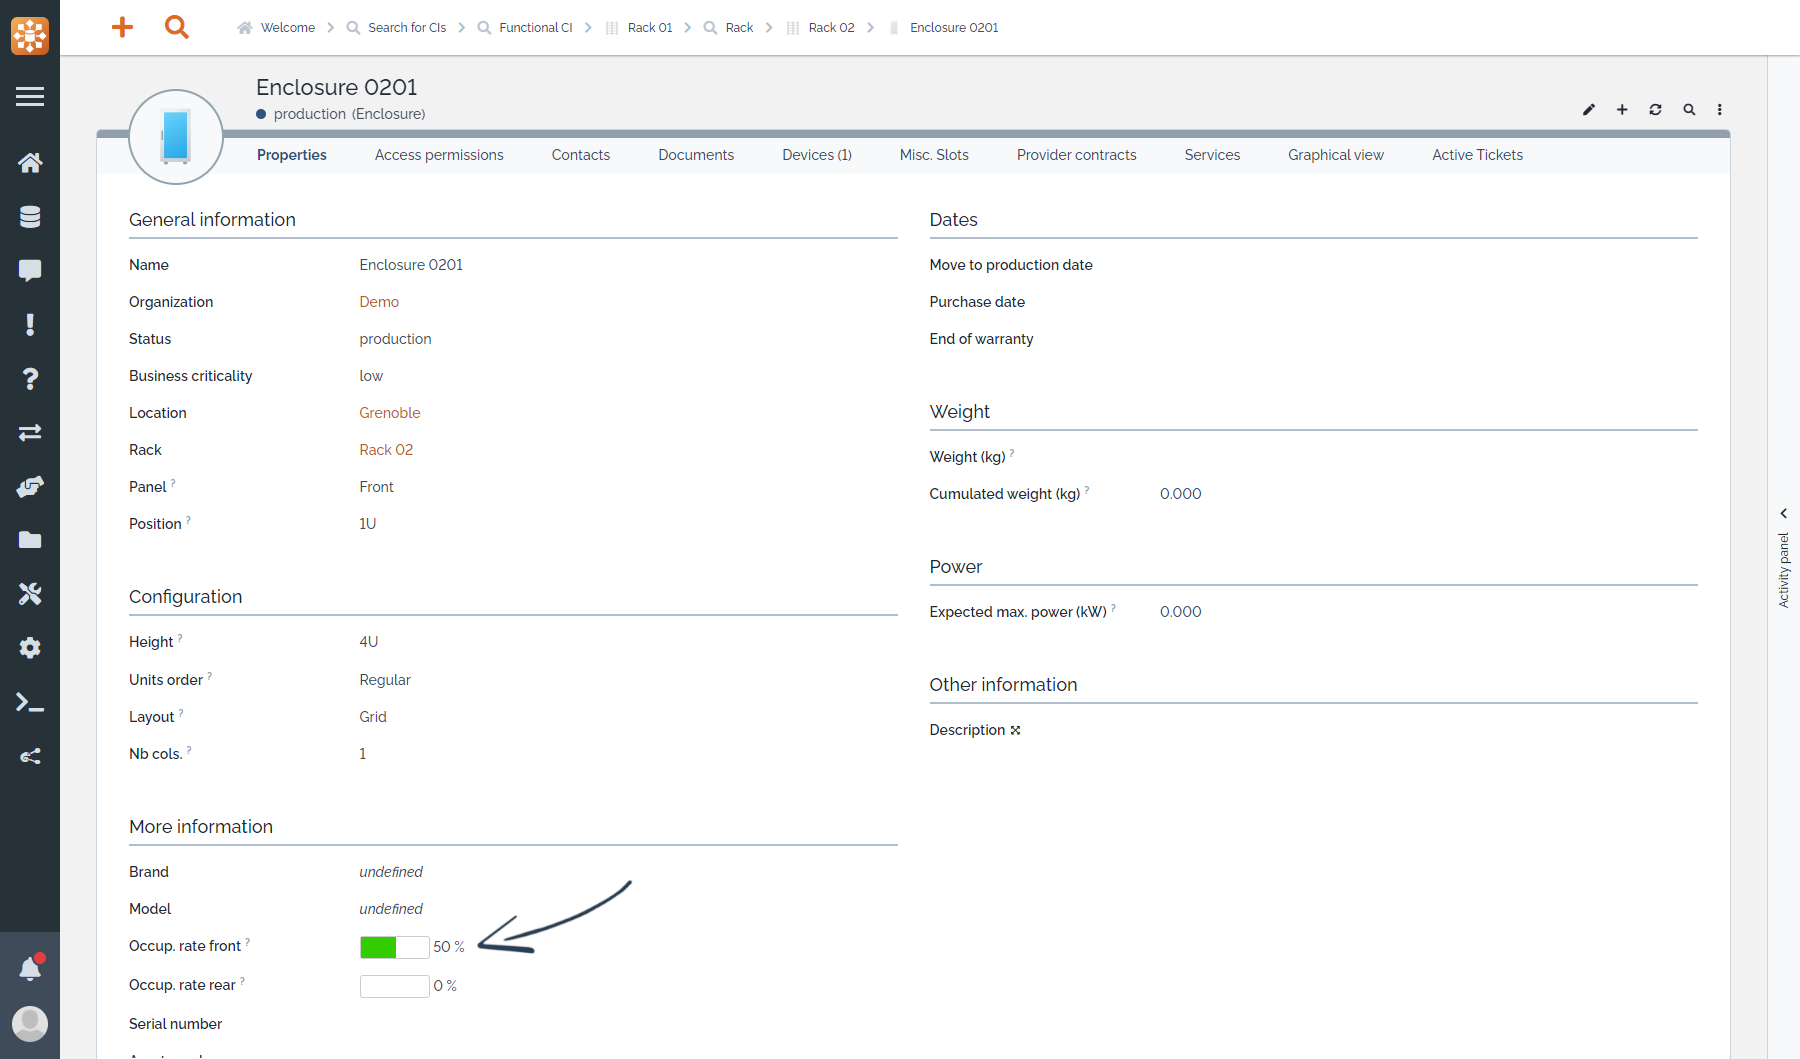 Welcome
Search for CIs
Functional CI
Rack 01
Rack
Rack 02
Enclosure 0201
Enclosure 0201
production (Enclosure)
Properties
Access permissions
Contacts
Documents
Devices (1)
Misc. Slots
Provider contracts
Services
Graphical view
Active Tickets
General information
Name Enclosure 0201
Organization Demo
Status production
Business criticality low
Location Grenoble
Rack Rack 02
Panel ? Front
Position ? 1U
Configuration
Height ? 4U
Units order ? Regular
Layout ? Grid
Nb cols. ? 1
More information
Brand undefined
Model undefined
Occup. rate front ? 50 %
Occup. rate rear ? 0 %
Serial number
Dates
Move to production date
Purchase date
End of warranty
Weight
Weight (kg) ?
Cumulated weight (kg) ? 0.000
Power
Expected max. power (kW) ? 0.000
Other information
Description
Activity panel